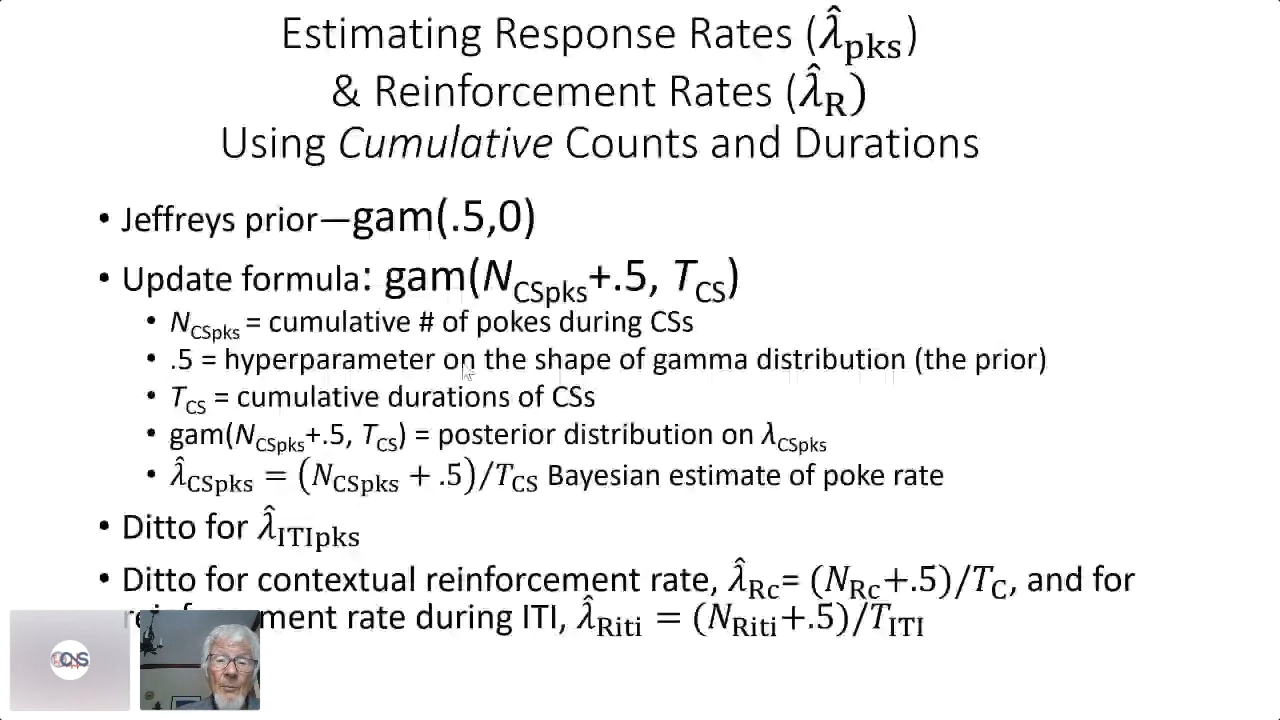 Estimating Response Rates (λ̂pks)
& Reinforcement Rates (λ̂R)
Using Cumulative Counts and Durations
• Jeffreys prior—gam(.5,0)
• Update formula: gam(NCSpks+.5, TCS)
• NCSpks = cumulative # of pokes during CSs
• .5 = hyperparameter on the shape of gamma distribution (the prior)
• TCS = cumulative durations of CSs
• gam(NCSpks+.5, TCS) = posterior distribution on λCSpks
• λ̂CSpks = (NCSpks + .5)/TCS Bayesian estimate of poke rate
• Ditto for λ̂ITIpks
• Ditto for contextual reinforcement rate, λ̂Rc= (NRc+.5)/TC, and for
rate during ITI, λ̂Riti = (NRiti+.5)/TITI